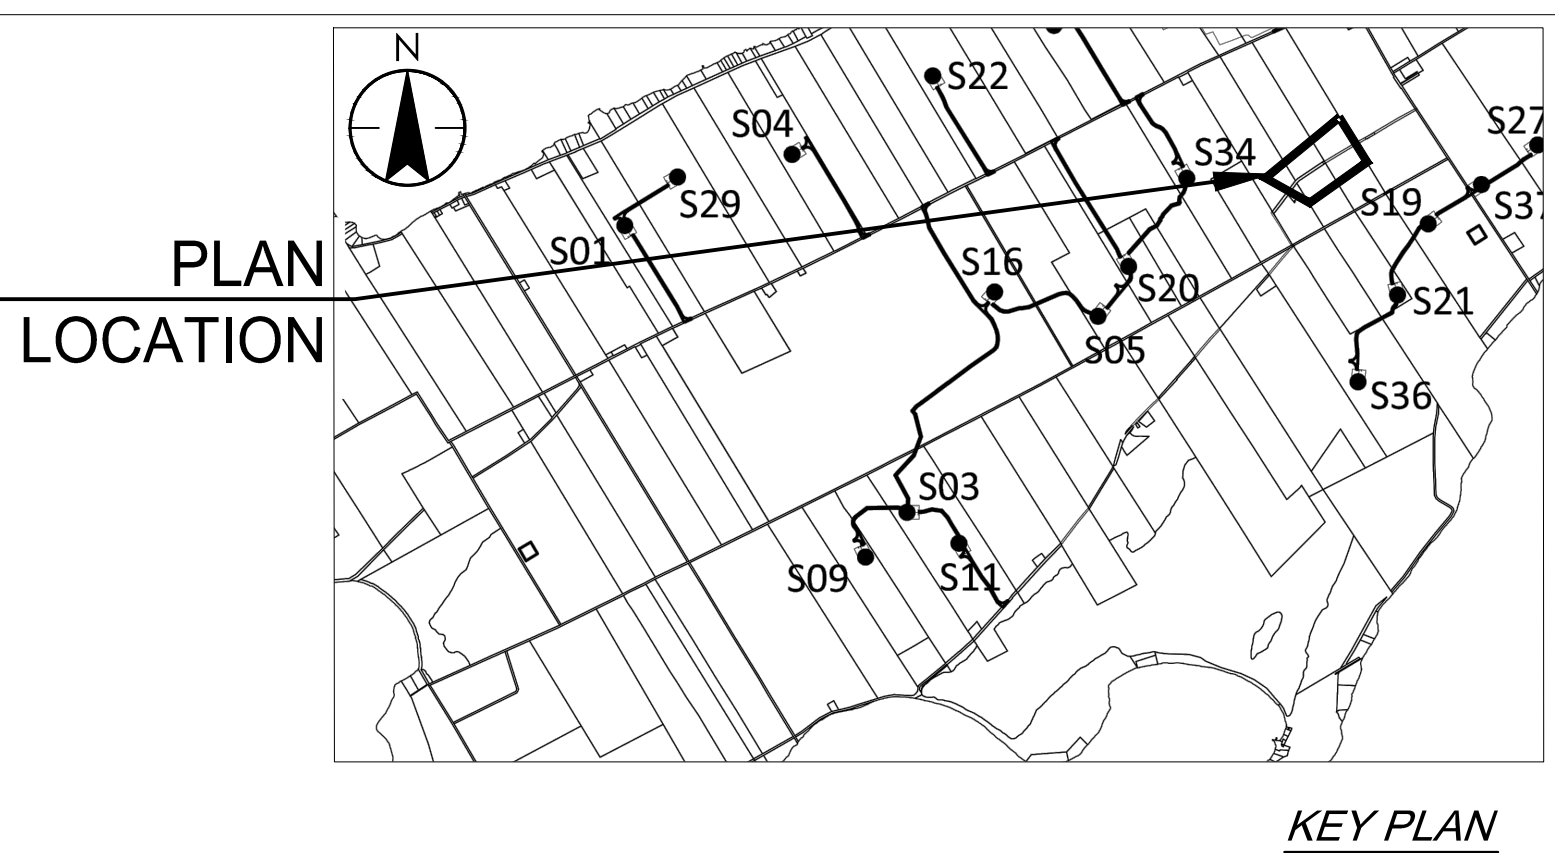 N
S22
S04
S27
S34
S29
S19
S37
S01
PLAN
LOCATION
S16
S20
S21
S05
S36
S03
S09
S11
KEY PLAN